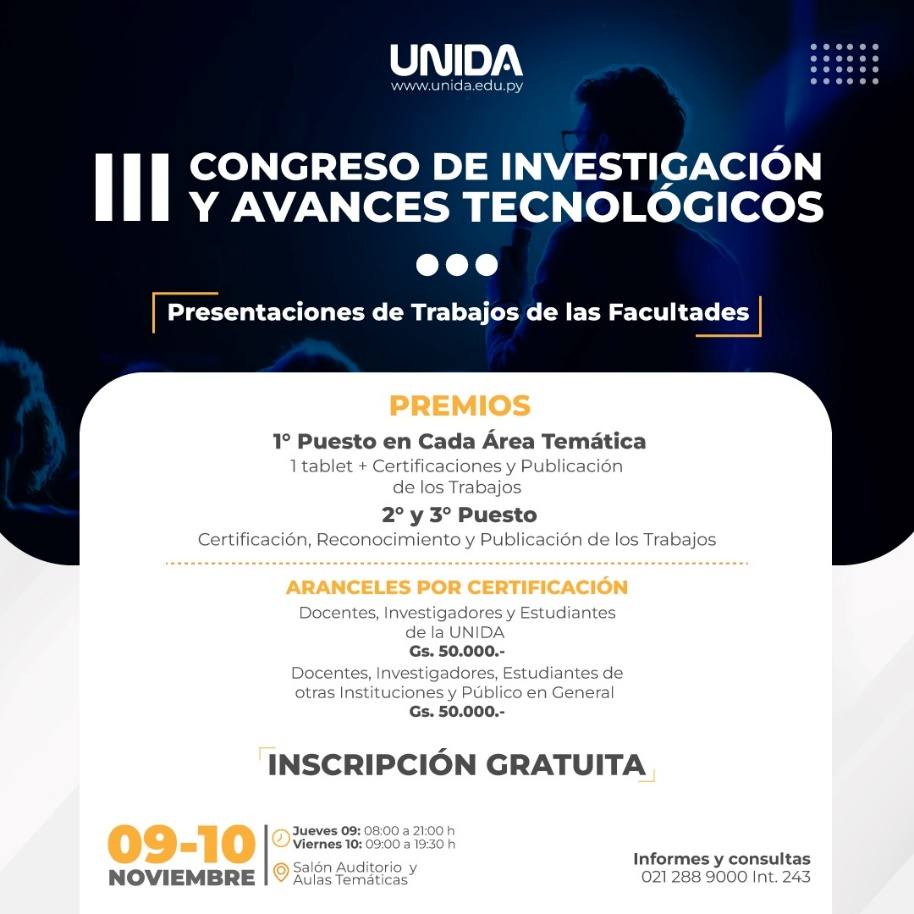 UNIDA
www.unida.edu.py
III CONGRESO DE INVESTIGACIÓN
Y AVANCES TECNOLÓGICOS
Presentaciones de Trabajos de las Facultades
PREMIOS
1° Puesto en Cada Área Temática
1 tablet + Certificaciones y Publicación
de los Trabajos
2° y 3° Puesto
Certificación, Reconocimiento y Publicación de los Trabajos
ARANCELES POR CERTIFICACIÓN
Docentes, Investigadores y Estudiantes
de la UNIDA
Gs. 50.000.-
Docentes, Investigadores, Estudiantes de
otras Instituciones y Público en General
Gs. 50.000.-
INSCRIPCIÓN GRATUITA
09-10
NOVIEMBRE
Jueves 09: 08:00 a 21:00 h
Viernes 10: 09:00 a 19:30 h
Salón Auditorio y
Aulas Temáticas
Informes y consultas
021 288 9000 Int. 243